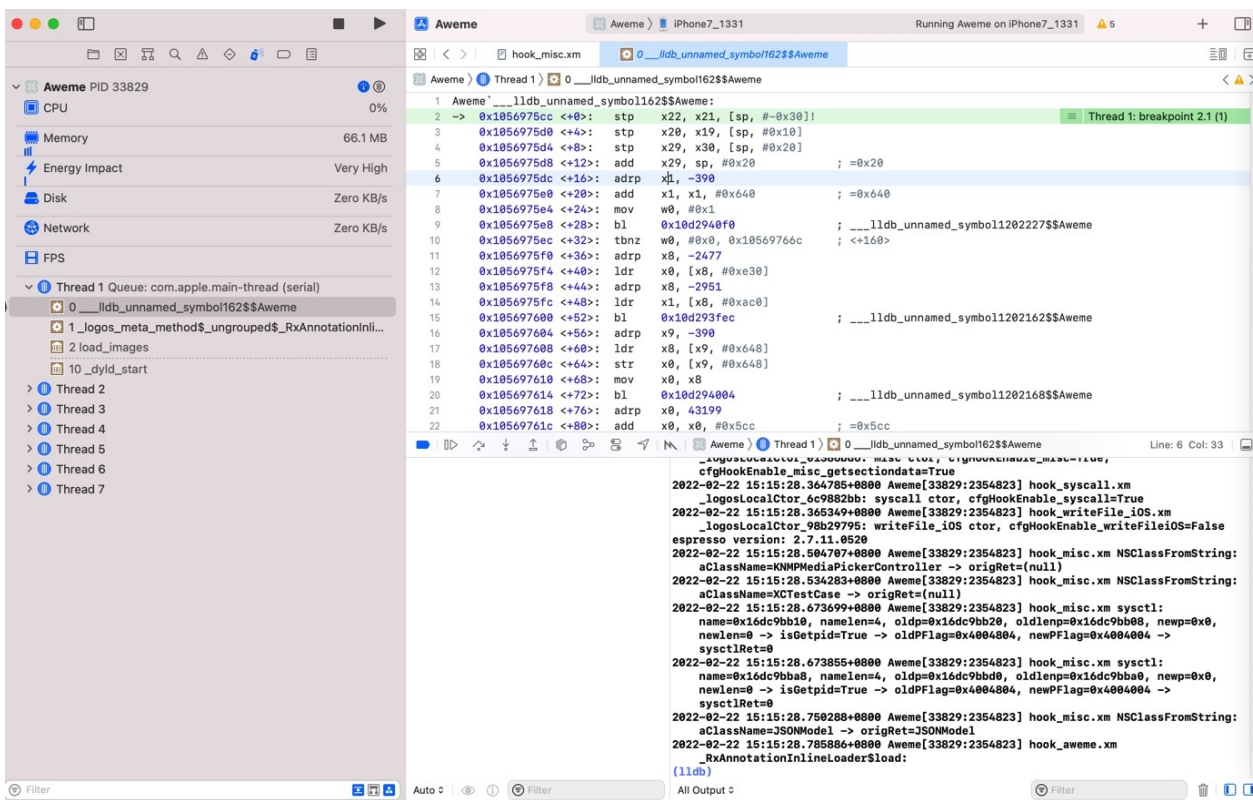 Aweme
Aweme 〉 iPhone7_1331
Running Aweme on iPhone7_1331
5
hook_misc.xm
0 ___lldb_unnamed_symbol162$$Aweme
Aweme PID 33829
CPU 0%
Memory 66.1 MB
Energy Impact Very High
Disk Zero KB/s
Network Zero KB/s
FPS
Thread 1 Queue: com.apple.main-thread (serial)
0 ___lldb_unnamed_symbol162$$Aweme
1 _logos_meta_method$_ungrouped$_RxAnnotationInli...
2 load_images
10 _dyld_start
Thread 2
Thread 3
Thread 4
Thread 5
Thread 6
Thread 7
Filter
Aweme 〉 Thread 1 〉 0 ___lldb_unnamed_symbol162$$Aweme
1 Aweme`___lldb_unnamed_symbol162$$Aweme:
2 -> 0x1056975cc <+0>: stp x22, x21, [sp, #-0x30]! Thread 1: breakpoint 2.1 (1)
3 0x1056975d0 <+4>: stp x20, x19, [sp, #0x10]
4 0x1056975d4 <+8>: stp x29, x30, [sp, #0x20]
5 0x1056975d8 <+12>: add x29, sp, #0x20 ; =0x20
6 0x1056975dc <+16>: adrp x1, -390
7 0x1056975e0 <+20>: add x1, x1, #0x640 ; =0x640
8 0x1056975e4 <+24>: mov w0, #0x1
9 0x1056975e8 <+28>: bl 0x10d2940f0 ; ___lldb_unnamed_symbol1202227$$Aweme
10 0x1056975ec <+32>: tbnz w0, #0x0, 0x10569766c ; <+160>
11 0x1056975f0 <+36>: adrp x8, -2477
12 0x1056975f4 <+40>: ldr x0, [x8, #0xe30]
13 0x1056975f8 <+44>: adrp x8, -2951
14 0x1056975fc <+48>: ldr x1, [x8, #0xac0]
15 0x105697600 <+52>: bl 0x10d293fec ; ___lldb_unnamed_symbol1202162$$Aweme
16 0x105697604 <+56>: adrp x9, -390
17 0x105697608 <+60>: ldr x8, [x9, #0x648]
18 0x10569760c <+64>: str x0, [x9, #0x648]
19 0x105697610 <+68>: mov x0, x8
20 0x105697614 <+72>: bl 0x10d294004 ; ___lldb_unnamed_symbol1202168$$Aweme
21 0x105697618 <+76>: adrp x0, 43199
22 0x10569761c <+80>: add x0, x0, #0x5cc ; =0x5cc
Aweme 〉 Thread 1 〉 0 ___lldb_unnamed_symbol162$$Aweme
Line: 6 Col: 33
cfgHookEnable_misc_getsectiondata=True
2022-02-22 15:15:28.364785+0800 Aweme[33829:2354823] hook_syscall.xm
_logosLocalCtor_6c9882bb: syscall ctor, cfgHookEnable_syscall=True
2022-02-22 15:15:28.365349+0800 Aweme[33829:2354823] hook_writeFile_iOS.xm
_logosLocalCtor_98b29795: writeFile_iOS ctor, cfgHookEnable_writeFileiOS=False
espresso version: 2.7.11.0520
2022-02-22 15:15:28.504707+0800 Aweme[33829:2354823] hook_misc.xm NSClassFromString:
aClassName=KNMPMediaPickerController -> origRet=(null)
2022-02-22 15:15:28.534283+0800 Aweme[33829:2354823] hook_misc.xm NSClassFromString:
aClassName=XCTestCase -> origRet=(null)
2022-02-22 15:15:28.673699+0800 Aweme[33829:2354823] hook_misc.xm sysctl:
name=0x16dc9bb10, namelen=4, oldp=0x16dc9bb20, oldlenp=0x16dc9bb08, newp=0x0,
newlen=0 -> isGetpid=True -> oldPFlag=0x4004804, newPFlag=0x4004004 ->
sysctlRet=0
2022-02-22 15:15:28.673855+0800 Aweme[33829:2354823] hook_misc.xm sysctl:
name=0x16dc9bba8, namelen=4, oldp=0x16dc9bbd0, oldlenp=0x16dc9bba0, newp=0x0,
newlen=0 -> isGetpid=True -> oldPFlag=0x4004804, newPFlag=0x4004004 ->
sysctlRet=0
2022-02-22 15:15:28.750288+0800 Aweme[33829:2354823] hook_misc.xm NSClassFromString:
aClassName=JSONModel -> origRet=JSONModel
2022-02-22 15:15:28.785886+0800 Aweme[33829:2354823] hook_aweme.xm
_RxAnnotationInlineLoader$load:
(lldb)
Auto
Filter
All Output
Filter